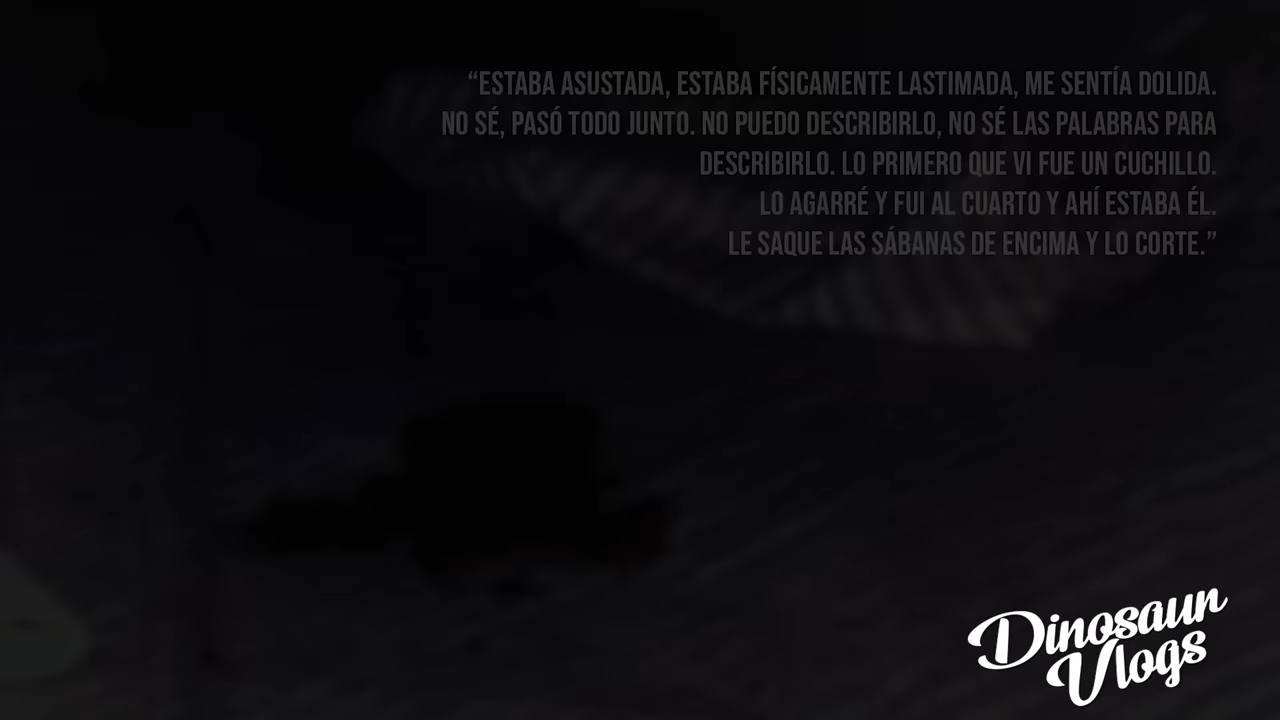 “ESTABA ASUSTADA, ESTABA FÍSICAMENTE LASTIMADA, ME SENTÍA DOLIDA.
NO SÉ, PASÓ TODO JUNTO. NO PUEDO DESCRIBIRLO, NO SÉ LAS PALABRAS PARA
DESCRIBIRLO. LO PRIMERO QUE VI FUE UN CUCHILLO.
LO AGARRÉ Y FUI AL CUARTO Y AHÍ ESTABA ÉL.
LE SAQUE LAS SÁBANAS DE ENCIMA Y LO CORTE.”
Dinosaur
Vlogs